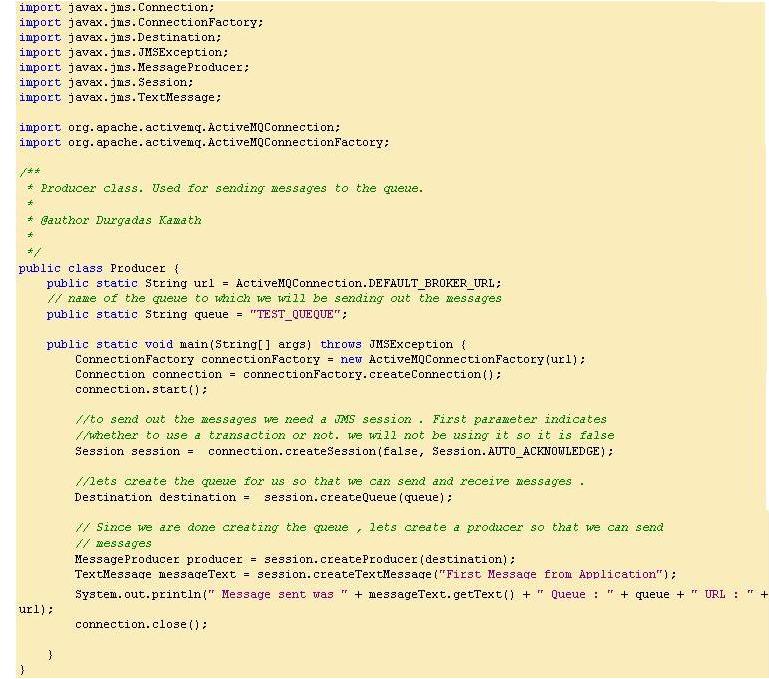 import javax.jms.Connection;
import javax.jms.ConnectionFactory;
import javax.jms.Destination;
import javax.jms.JMSException;
import javax.jms.MessageProducer;
import javax.jms.Session;
import javax.jms.TextMessage;

import org.apache.activemq.ActiveMQConnection;
import org.apache.activemq.ActiveMQConnectionFactory;

/**
 * Producer class. Used for sending messages to the queue.
 *
 * @author Durgadas Kamath
 *
 */
public class Producer {
    public static String url = ActiveMQConnection.DEFAULT_BROKER_URL;
    // name of the queue to which we will be sending out the messages
    public static String queue = "TEST_QUEQUE";

    public static void main(String[] args) throws JMSException {
        ConnectionFactory connectionFactory = new ActiveMQConnectionFactory(url);
        Connection connection = connectionFactory.createConnection();
        connection.start();

        //to send out the messages we need a JMS session . First parameter indicates
        //whether to use a transaction or not. we will not be using it so it is false
        Session session =  connection.createSession(false, Session.AUTO_ACKNOWLEDGE);

        //lets create the queue for us so that we can send and receive messages .
        Destination destination =  session.createQueue(queue);

        // Since we are done creating the queue , lets create a producer so that we can send
        // messages
        MessageProducer producer = session.createProducer(destination);
        TextMessage messageText = session.createTextMessage("First Message from Application");
        System.out.println(" Message sent was " + messageText.getText() + " Queue : " + queue + " URL : " +
url);
        connection.close();

    }
}